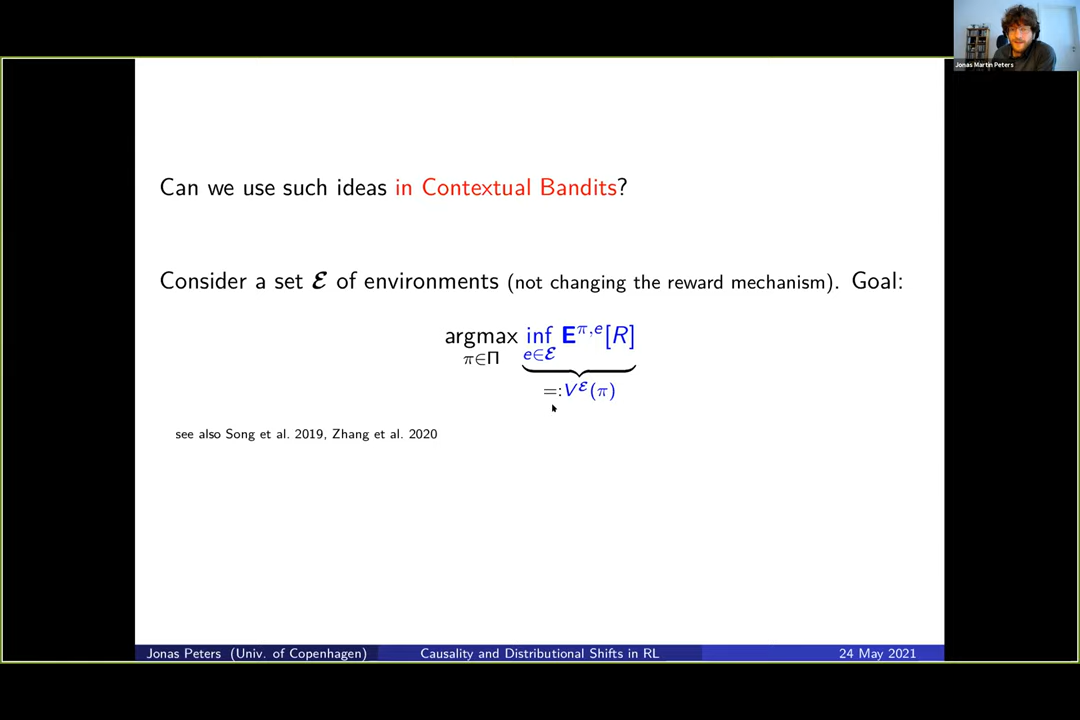 Jonas Martin Peters
Can we use such ideas in Contextual Bandits?
Consider a set 𝓔 of environments (not changing the reward mechanism). Goal:
argmax inf E^{π,e}[R]
π∈Π e∈𝓔
=:V^𝓔(π)
see also Song et al. 2019, Zhang et al. 2020
Jonas Peters (Univ. of Copenhagen) Causality and Distributional Shifts in RL 24 May 2021